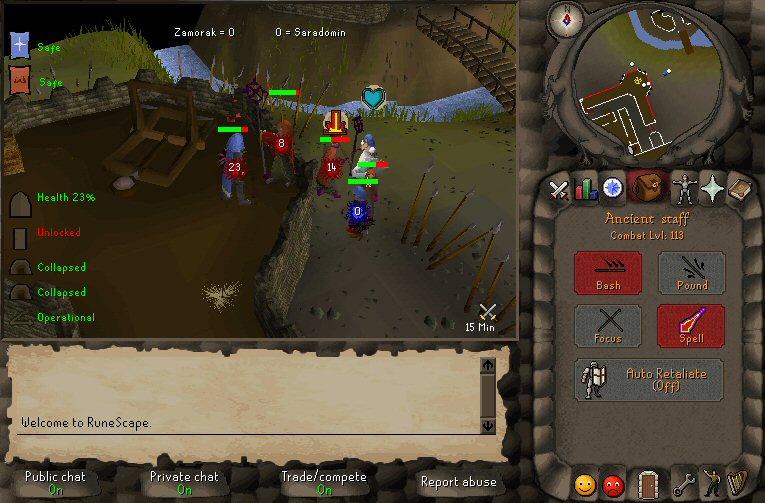 Zamorak = 0 0 = Saradomin
Safe
Safe
8
23
14
0
Health 23%
Unlocked
Collapsed
Collapsed
Operational
15 Min
N
Ancient staff
Combat Lvl: 113
Bash Pound
Focus Spell
Auto Retaliate
(Off)
Welcome to RuneScape.
Public chat Private chat Trade/compete Report abuse
On On On